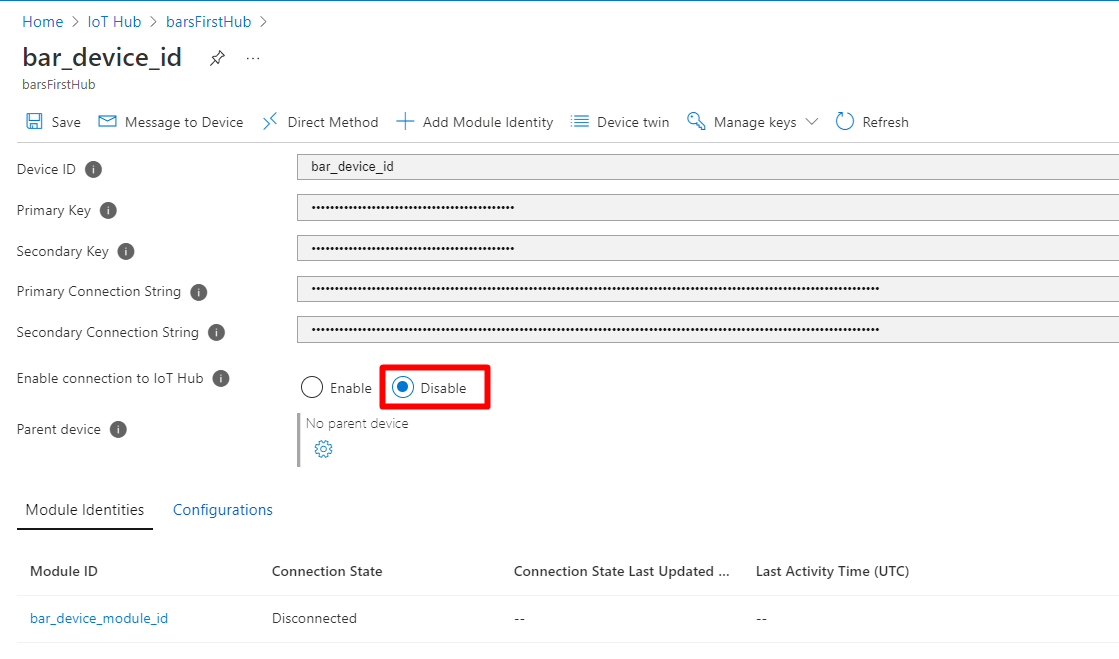 Home > IoT Hub > barsFirstHub >
bar_device_id ...
barsFirstHub
Save Message to Device Direct Method Add Module Identity Device twin Manage keys Refresh
Device ID bar_device_id
Primary Key ••••••••••••••••••••••••••••••••••••••••••••
Secondary Key ••••••••••••••••••••••••••••••••••••••••••••
Primary Connection String ••••••••••••••••••••••••••••••••••••••••••••••••••••••••••••••••••••••••••••••••••••••••••••••••••••••••••••••••••••••••••••
Secondary Connection String ••••••••••••••••••••••••••••••••••••••••••••••••••••••••••••••••••••••••••••••••••••••••••••••••••••••••••••••••••••••••••••
Enable connection to IoT Hub Enable Disable
Parent device No parent device
Module Identities Configurations
Module ID Connection State Connection State Last Updated ... Last Activity Time (UTC)
bar_device_module_id Disconnected -- --